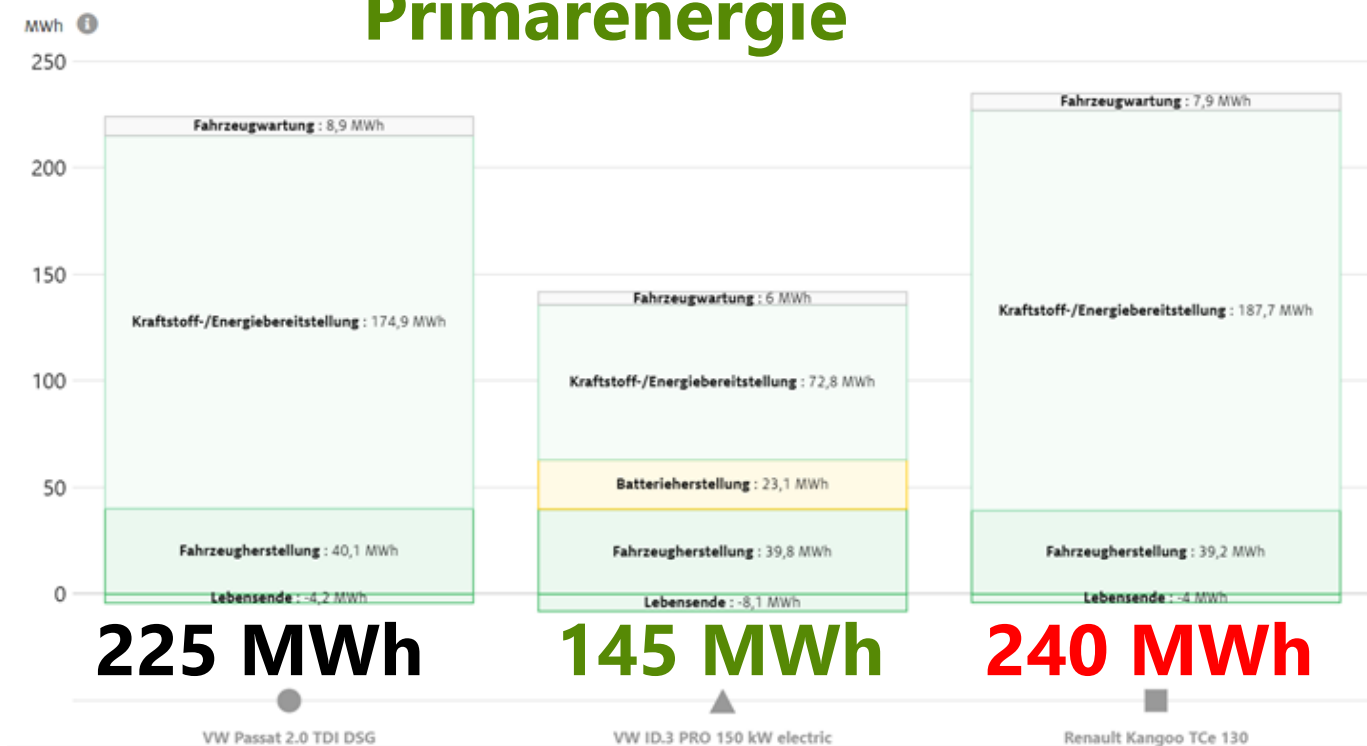 Primärenergie
MWh
250
200
150
100
50
0
Fahrzeugwartung : 8,9 MWh
Kraftstoff-/Energiebereitstellung : 174,9 MWh
Fahrzeugherstellung : 40,1 MWh
Lebensende : -4,2 MWh
225 MWh
VW Passat 2.0 TDI DSG
Fahrzeugwartung : 6 MWh
Kraftstoff-/Energiebereitstellung : 72,8 MWh
Batterieherstellung : 23,1 MWh
Fahrzeugherstellung : 39,8 MWh
Lebensende : -8,1 MWh
145 MWh
VW ID.3 PRO 150 kW electric
Fahrzeugwartung : 7,9 MWh
Kraftstoff-/Energiebereitstellung : 187,7 MWh
Fahrzeugherstellung : 39,2 MWh
Lebensende : -4 MWh
240 MWh
Renault Kangoo TCe 130